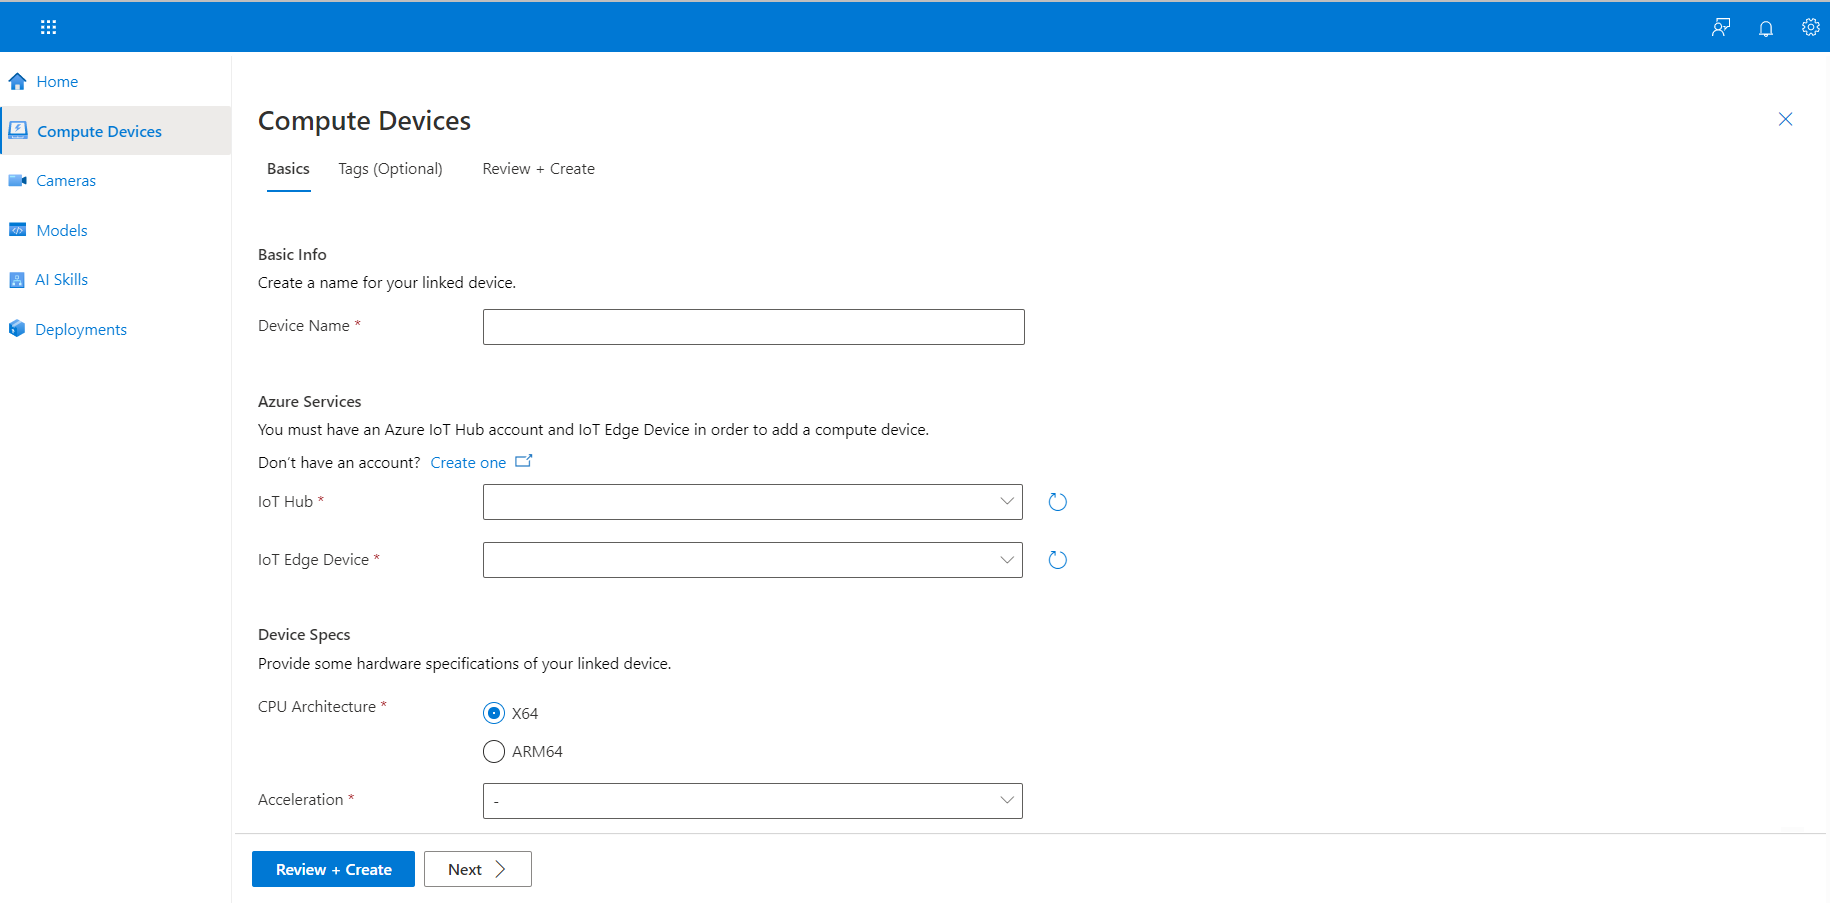 Home
Compute Devices
Cameras
Models
AI Skills
Deployments
Compute Devices
Basics Tags (Optional) Review + Create
Basic Info
Create a name for your linked device.
Device Name *
Azure Services
You must have an Azure IoT Hub account and IoT Edge Device in order to add a compute device.
Don't have an account? Create one
IoT Hub *
IoT Edge Device *
Device Specs
Provide some hardware specifications of your linked device.
CPU Architecture *
X64
ARM64
Acceleration * -
Review + Create Next